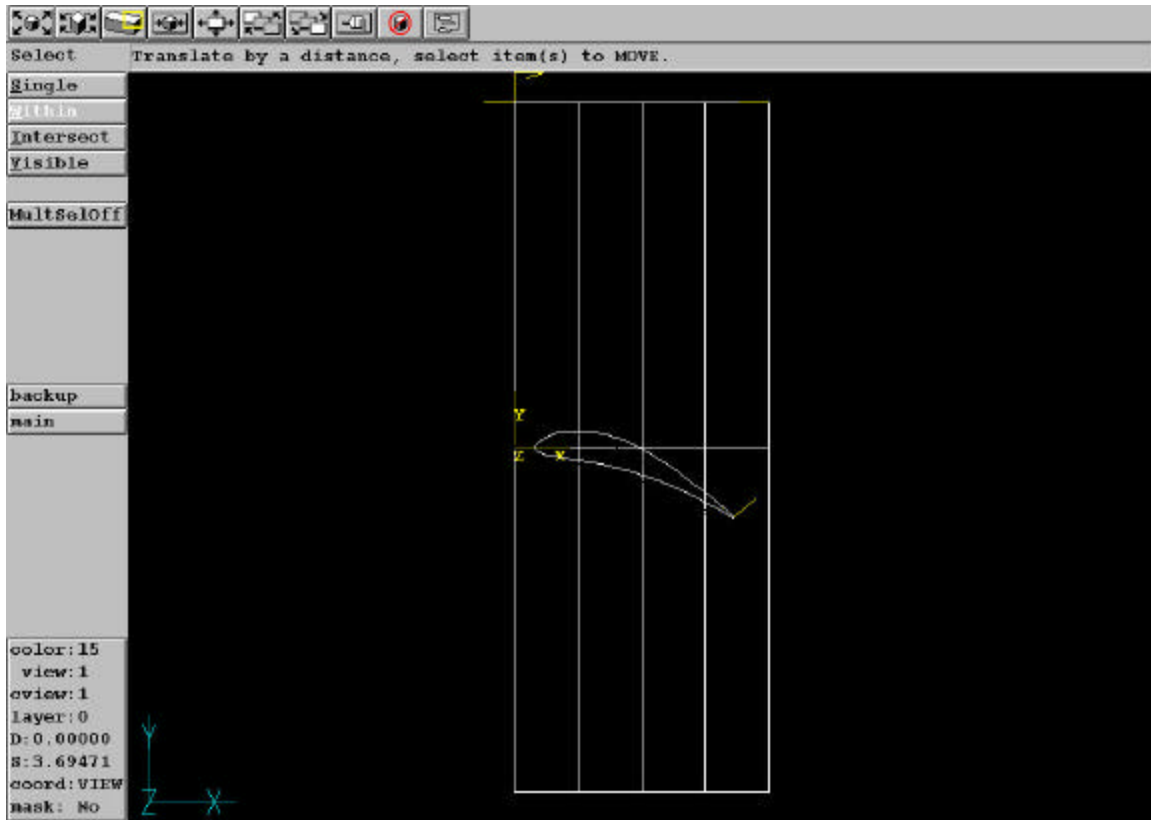 Select
Translate by a distance, select item(s) to MOVE.
Single
Within
Intersect
Visible
MultSelOff
backup
main
Y
Z X
color:15
view:1
cview:1
layer:0
D:0.00000
S:3.69471
coord:VIEW
mask: No
Y
Z X